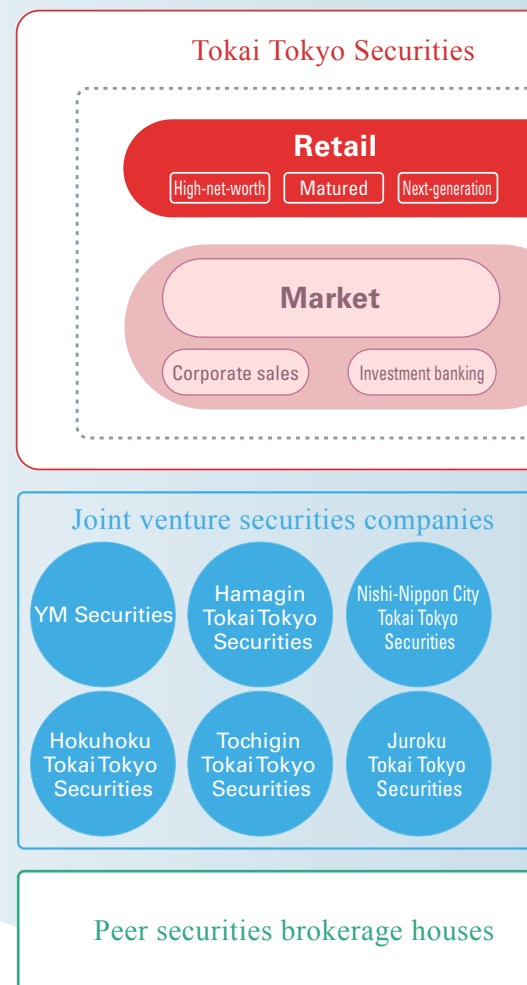 Tokai Tokyo Securities
Retail
High-net-worth
Matured
Next-generation
Market
Corporate sales
Investment banking
Joint venture securities companies
YM Securities
Hamagin
Tokai Tokyo
Securities
Nishi-Nippon City
Tokai Tokyo
Securities
Hokuhoku
Tokai Tokyo
Securities
Tochigin
Tokai Tokyo
Securities
Juroku
Tokai Tokyo
Securities
Peer securities brokerage houses